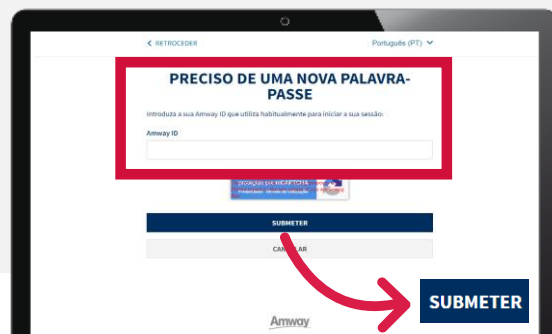 RETROCEDER
Português (PT)
PRECISO DE UMA NOVA PALAVRA-
PASSE
Introduza a sua Amway ID que utiliza habitualmente para iniciar a sua sessão:
Amway ID
SUBMETER
CANCELAR
SUBMETER
Amway